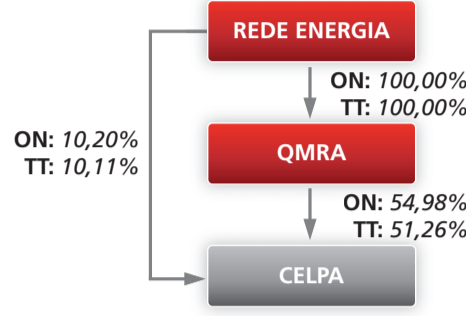 REDE ENERGIA
ON: 100,00%
TT: 100,00%
ON: 10,20%
TT: 10,11%
QMRA
ON: 54,98%
TT: 51,26%
CELPA